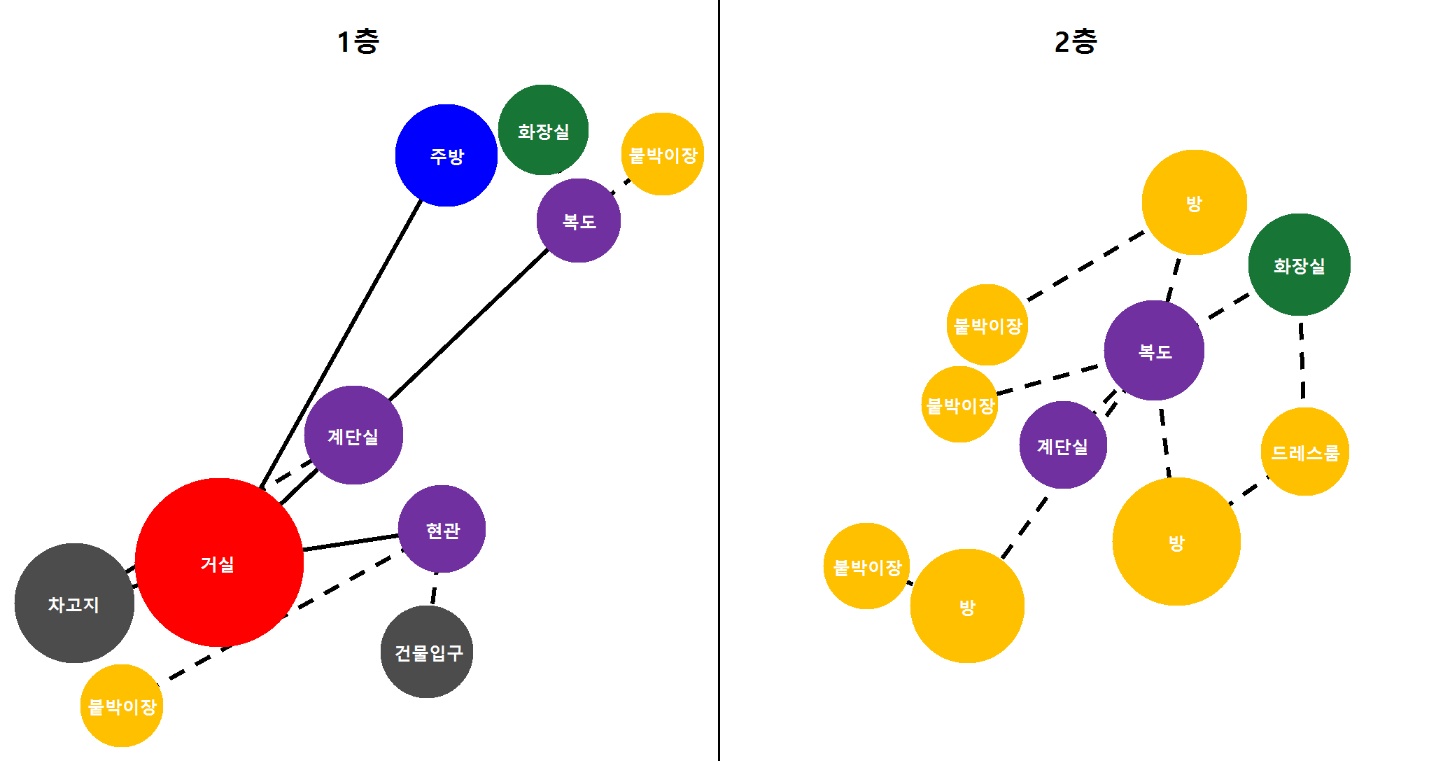 1층
2층
주방
화장실
붙박이장
복도
계단실
현관
거실
차고지
건물입구
붙박이장
방
화장실
붙박이장
복도
붙박이장
계단실
드레스룸
방
붙박이장
방